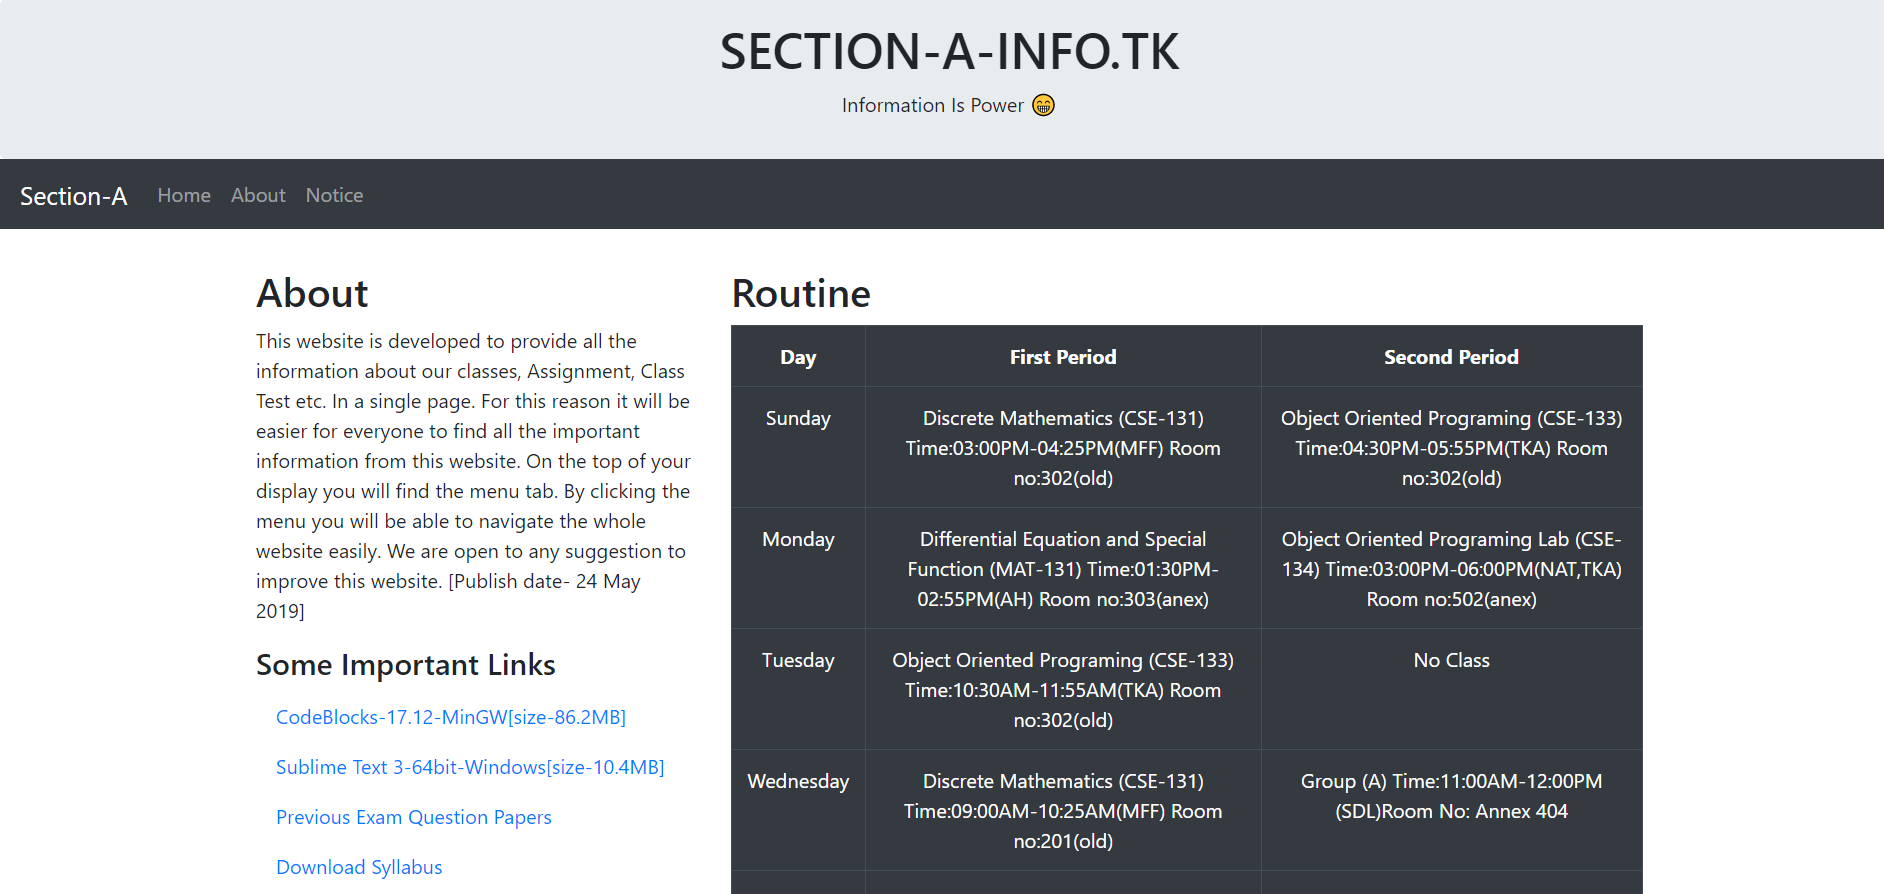 SECTION-A-INFO.TK
Information Is Power 😁
Section-A Home About Notice
About
This website is developed to provide all the
information about our classes, Assignment, Class
Test etc. In a single page. For this reason it will be
easier for everyone to find all the important
information from this website. On the top of your
display you will find the menu tab. By clicking the
menu you will be able to navigate the whole
website easily. We are open to any suggestion to
improve this website. [Publish date- 24 May
2019]
Some Important Links
CodeBlocks-17.12-MinGW[size-86.2MB]
Sublime Text 3-64bit-Windows[size-10.4MB]
Previous Exam Question Papers
Download Syllabus
Routine
Day
First Period
Second Period
Sunday
Discrete Mathematics (CSE-131)
Time:03:00PM-04:25PM(MFF) Room
no:302(old)
Object Oriented Programing (CSE-133)
Time:04:30PM-05:55PM(TKA) Room
no:302(old)
Monday
Differential Equation and Special
Function (MAT-131) Time:01:30PM-
02:55PM(AH) Room no:303(anex)
Object Oriented Programing Lab (CSE-
134) Time:03:00PM-06:00PM(NAT,TKA)
Room no:502(anex)
Tuesday
Object Oriented Programing (CSE-133)
Time:10:30AM-11:55AM(TKA) Room
no:302(old)
No Class
Wednesday
Discrete Mathematics (CSE-131)
Time:09:00AM-10:25AM(MFF) Room
no:201(old)
Group (A) Time:11:00AM-12:00PM
(SDL)Room No: Annex 404